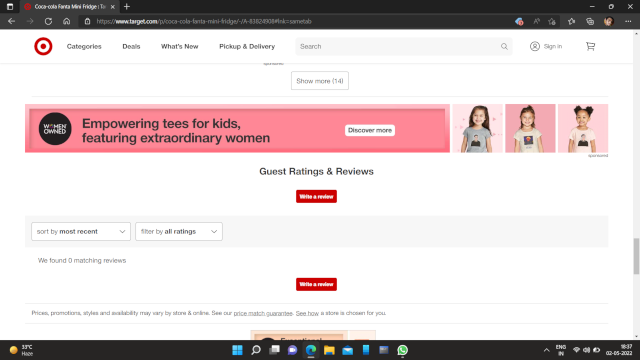 Coca-cola Fanta Mini Fridge : Ta
https://www.target.com/p/coca-cola-fanta-mini-fridge/-/A-83824908#lnk=sametab
Categories
Deals
What's New
Pickup & Delivery
Search
Sign in
sponsored
Show more (14)
WOMEN OWNED
Empowering tees for kids,
featuring extraordinary women
Discover more
sponsored
Guest Ratings & Reviews
Write a review
sort by most recent
filter by all ratings
We found 0 matching reviews
Write a review
Prices, promotions, styles and availability may vary by store & online. See our price match guarantee. See how a store is chosen for you.
33°C
Haze
ENG
IN
18:37
02-05-2022